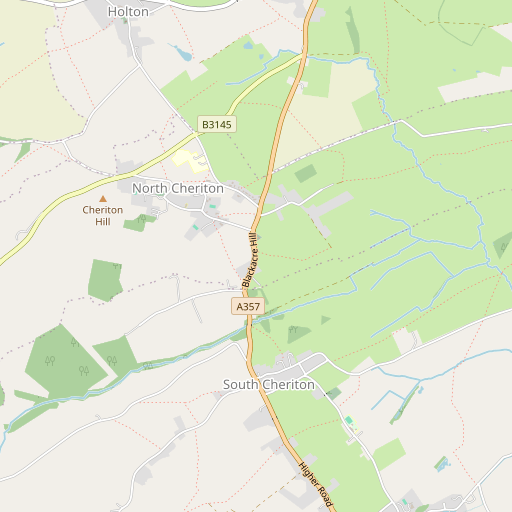 Holton
B3145
North Cheriton
Cheriton
Hill
Blackacre Hill
A357
South Cheriton
Higher Road